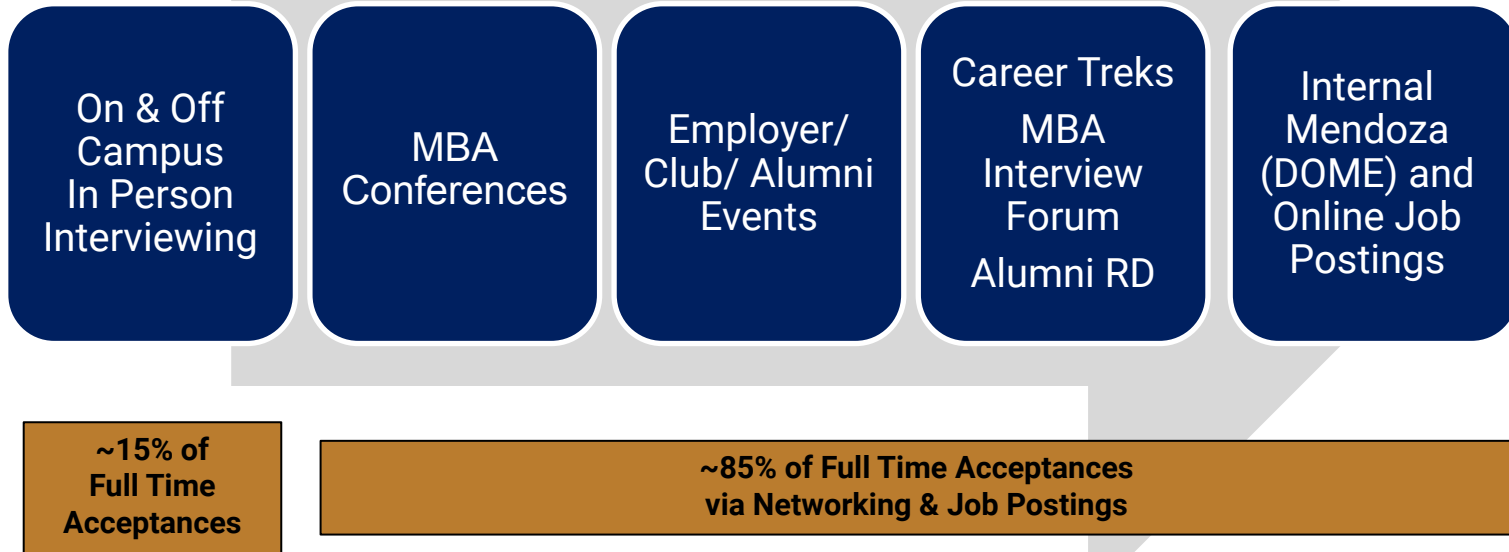 On & Off
Campus
In Person
Interviewing
MBA
Conferences
Employer/
Club/ Alumni
Events
Career Treks
MBA
Interview
Forum
Alumni RD
Internal
Mendoza
(DOME) and
Online Job
Postings
~15% of
Full Time
Acceptances
~85% of Full Time Acceptances
via Networking & Job Postings